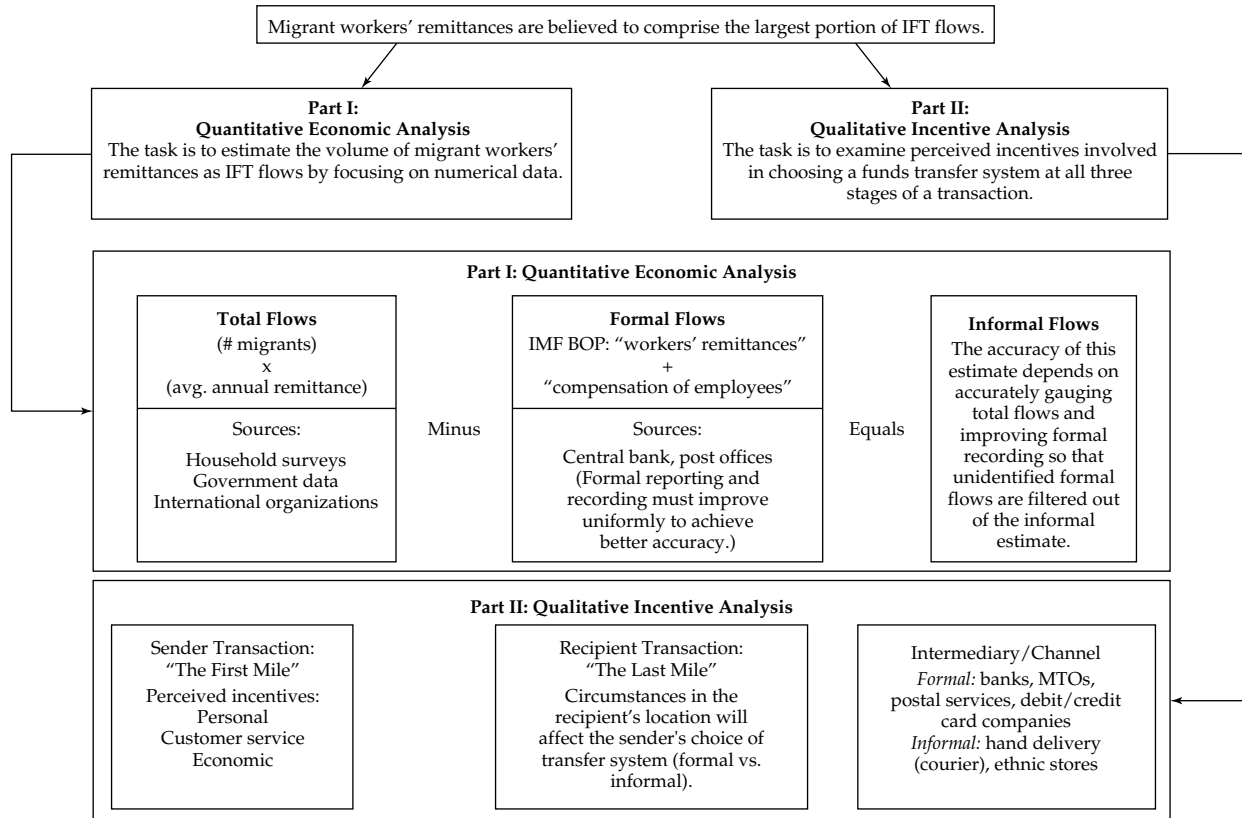 Migrant workers’ remittances are believed to comprise the largest portion of IFT flows.
Part I:
Quantitative Economic Analysis
The task is to estimate the volume of migrant workers’
remittances as IFT flows by focusing on numerical data.
Part II:
Qualitative Incentive Analysis
The task is to examine perceived incentives involved
in choosing a funds transfer system at all three
stages of a transaction.
Part I: Quantitative Economic Analysis
Total Flows
(# migrants)
x
(avg. annual remittance)
Sources:
Household surveys
Government data
International organizations
Minus
Formal Flows
IMF BOP: “workers’ remittances”
+
“compensation of employees”
Sources:
Central bank, post offices
(Formal reporting and
recording must improve
uniformly to achieve
better accuracy.)
Equals
Informal Flows
The accuracy of this
estimate depends on
accurately gauging
total flows and
improving formal
recording so that
unidentified formal
flows are filtered out
of the informal
estimate.
Part II: Qualitative Incentive Analysis
Sender Transaction:
“The First Mile”
Perceived incentives:
Personal
Customer service
Economic
Recipient Transaction:
“The Last Mile”
Circumstances in the
recipient’s location will
affect the sender's choice of
transfer system (formal vs.
informal).
Intermediary/Channel
Formal: banks, MTOs,
postal services, debit/credit
card companies
Informal: hand delivery
(courier), ethnic stores